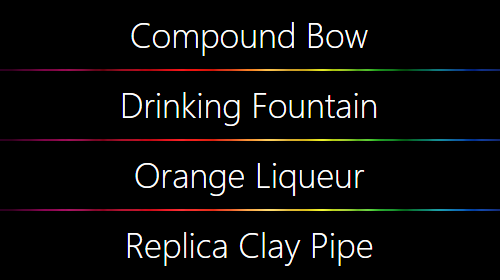 Compound Bow
Drinking Fountain
Orange Liqueur
Replica Clay Pipe